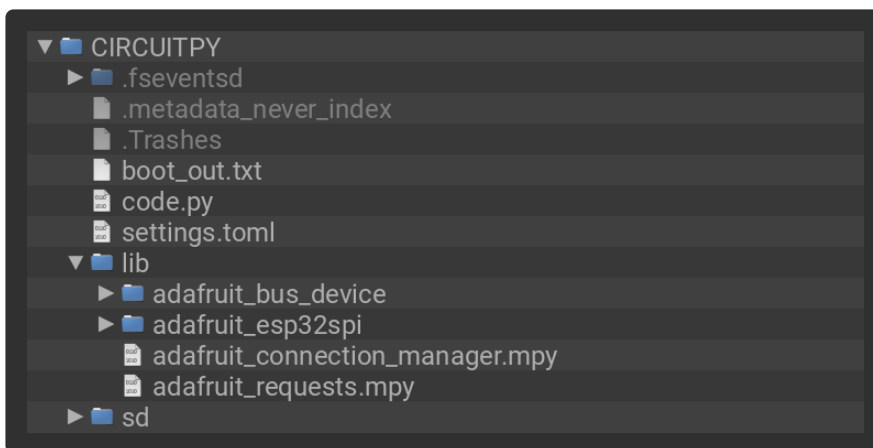 CIRCUITPY
.fseventsd
.metadata_never_index
.Trashes
boot_out.txt
code.py
settings.toml
lib
adafruit_bus_device
adafruit_esp32spi
adafruit_connection_manager.mpy
adafruit_requests.mpy
sd